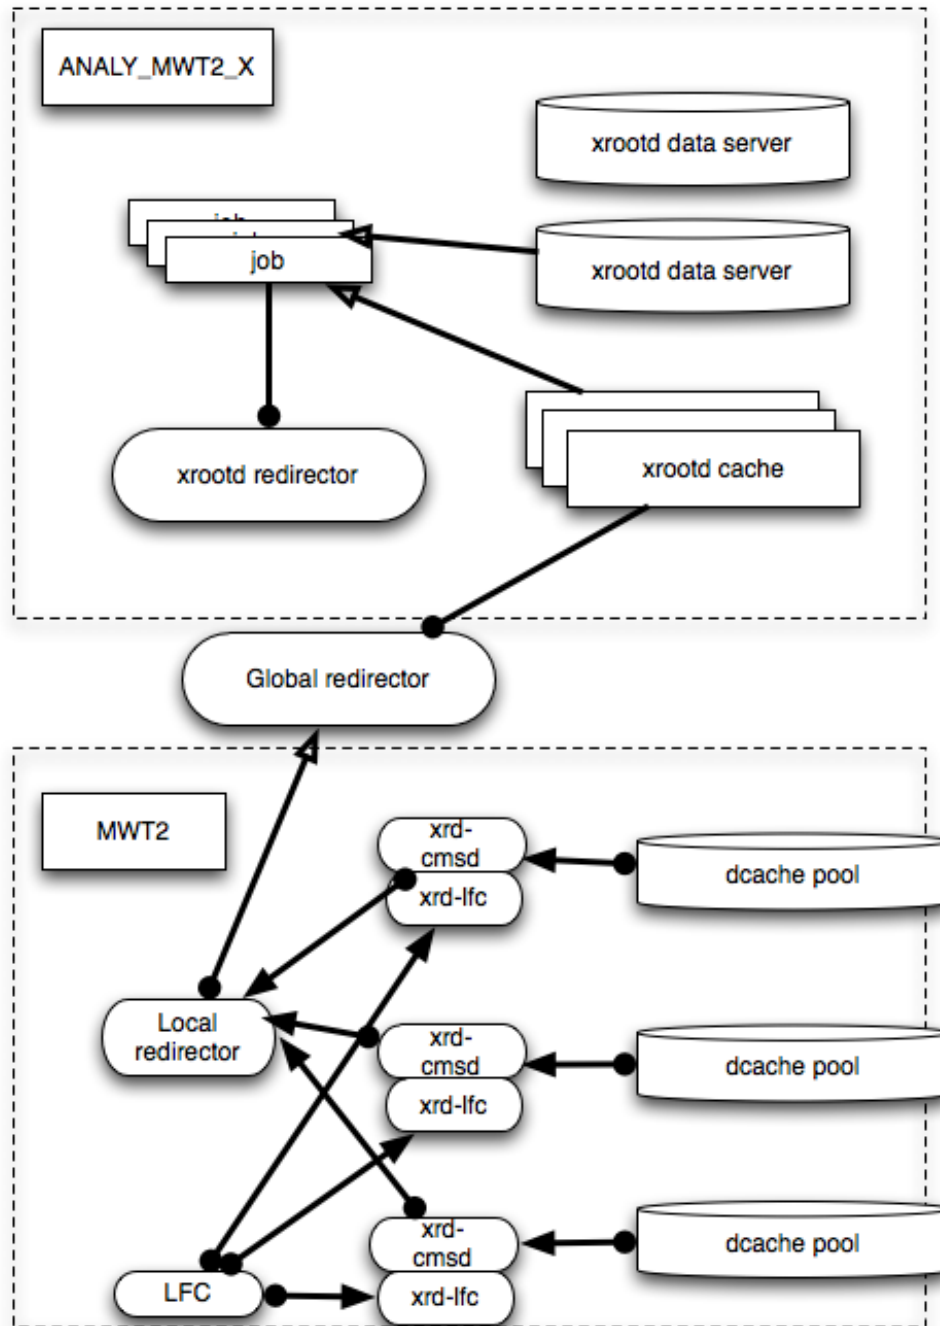 ANALY_MWT2_X
xrootd data server
xrootd data server
job
xrootd redirector
xrootd cache
Global redirector
MWT2
xrd-
cmsd
xrd-lfc
dcache pool
Local
redirector
xrd-
cmsd
xrd-lfc
dcache pool
xrd-
cmsd
xrd-lfc
dcache pool
LFC